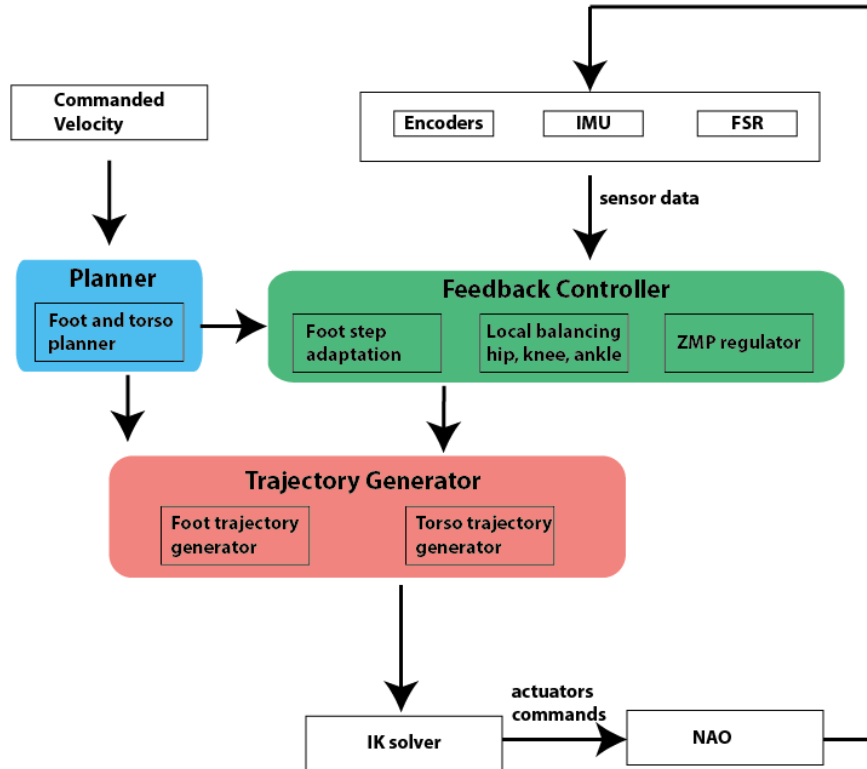 Commanded
Velocity
Encoders
IMU
FSR
sensor data
Planner
Foot and torso
planner
Feedback Controller
Foot step
adaptation
Local balancing
hip, knee, ankle
ZMP regulator
Trajectory Generator
Foot trajectory
generator
Torso trajectory
generator
IK solver
actuators
commands
NAO